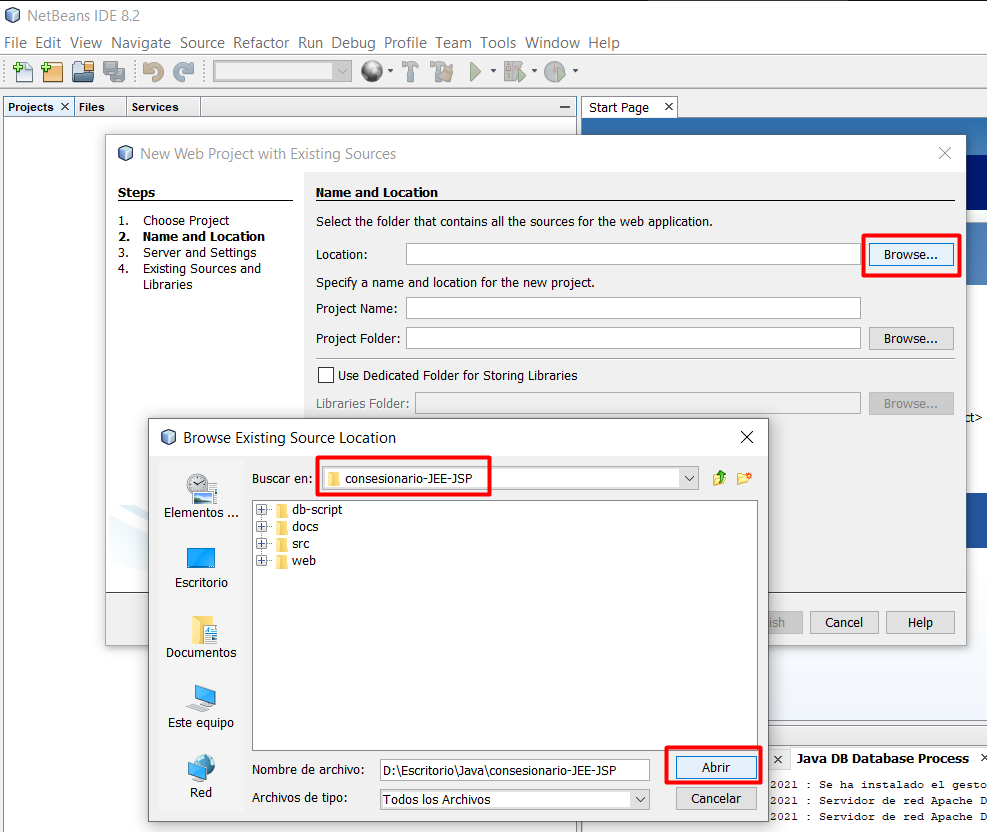 NetBeans IDE 8.2
File Edit View Navigate Source Refactor Run Debug Profile Team Tools Window Help
Projects Files Services
Start Page
New Web Project with Existing Sources
Steps
1. Choose Project
2. Name and Location
3. Server and Settings
4. Existing Sources and
Libraries
Name and Location
Select the folder that contains all the sources for the web application.
Location: Browse...
Specify a name and location for the new project.
Project Name:
Project Folder: Browse...
Use Dedicated Folder for Storing Libraries
Libraries Folder: Browse...
ct>
Browse Existing Source Location
Buscar en: consesionario-JEE-JSP
Elementos ...
Escritorio
Documentos
Este equipo
Red
db-script
docs
src
web
Nombre de archivo: D:\Escritorio\Java\consesionario-JEE-JSP Abrir
Archivos de tipo: Todos los Archivos Cancelar
ish Cancel Help
Java DB Database Process
2021 : Se ha instalado el gesto
2021 : Servidor de red Apache D
2021 : Servidor de red Apache D